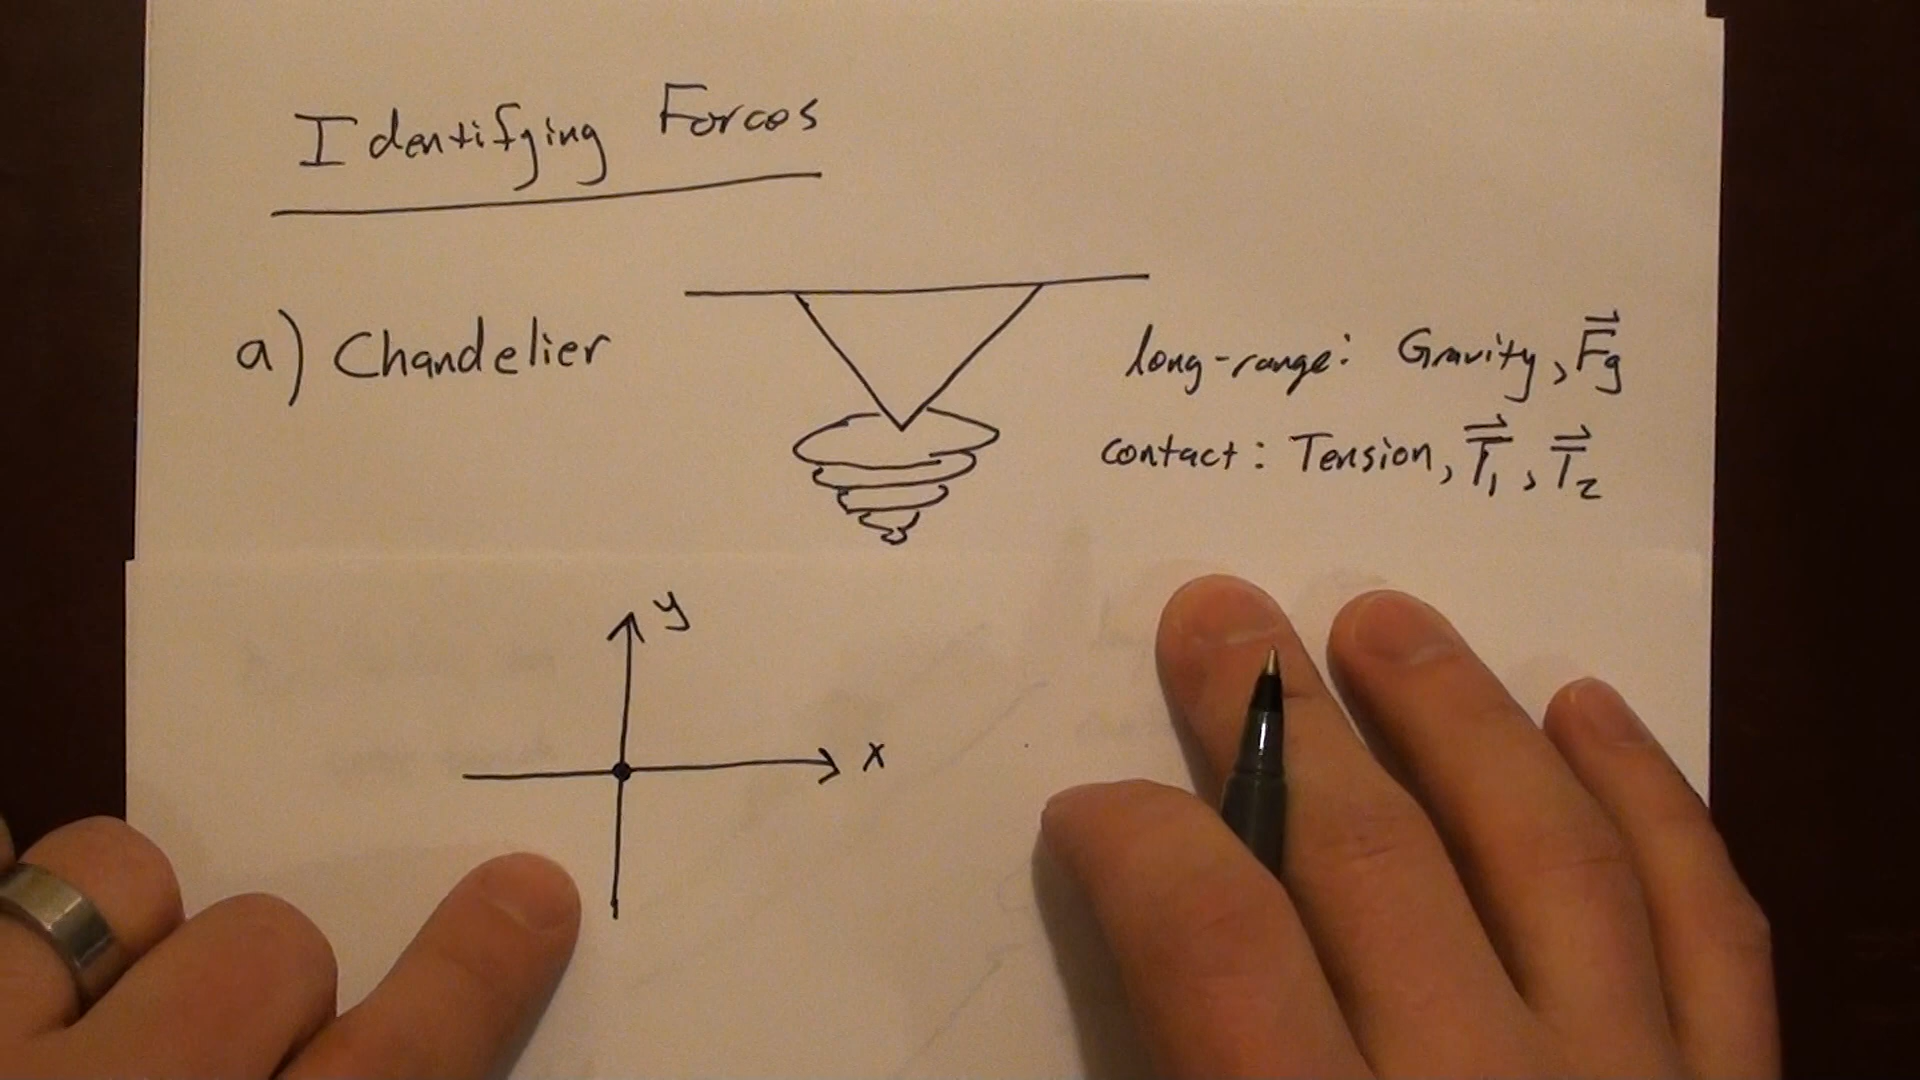 Identifying Forces
a) Chandelier
long-range: Gravity, F⃗g
contact: Tension, T⃗₁, T⃗₂
y
x